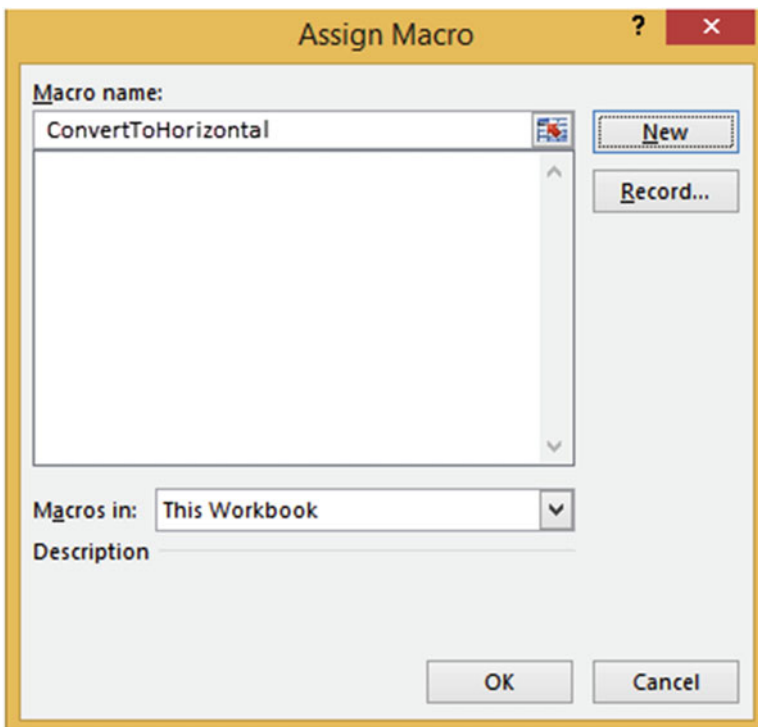 Assign Macro ? ×
Macro name:
ConvertToHorizontal
New
Record...
Macros in: This Workbook
Description
OK Cancel